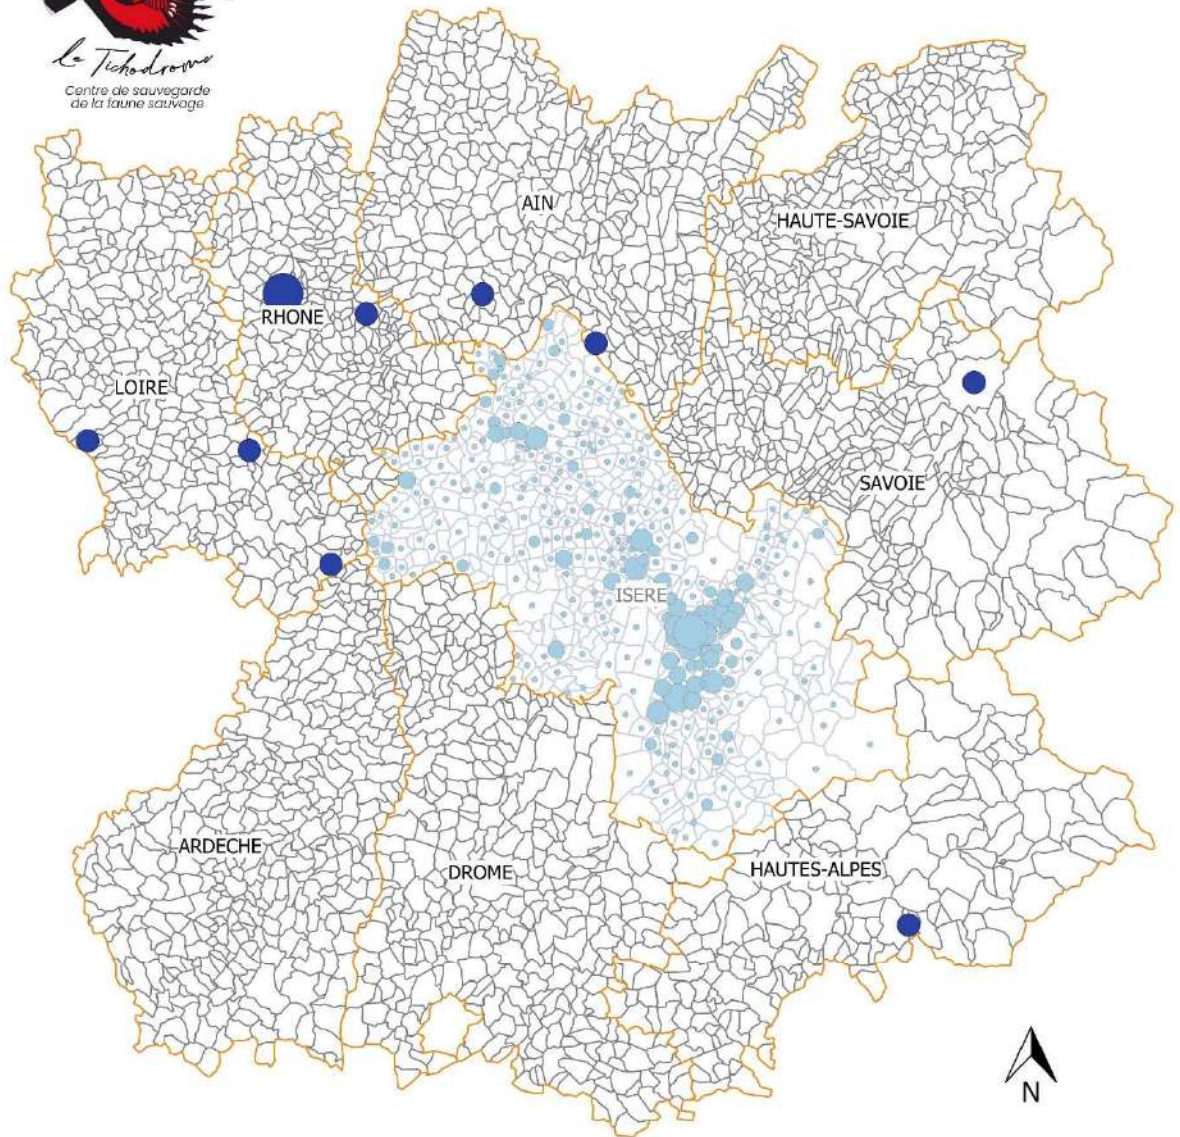 le Tichodrome
Centre de sauvegarde
de la faune sauvage
AIN
HAUTE-SAVOIE
RHONE
LOIRE
SAVOIE
ISERE
ARDECHE
DROME
HAUTES-ALPES
N